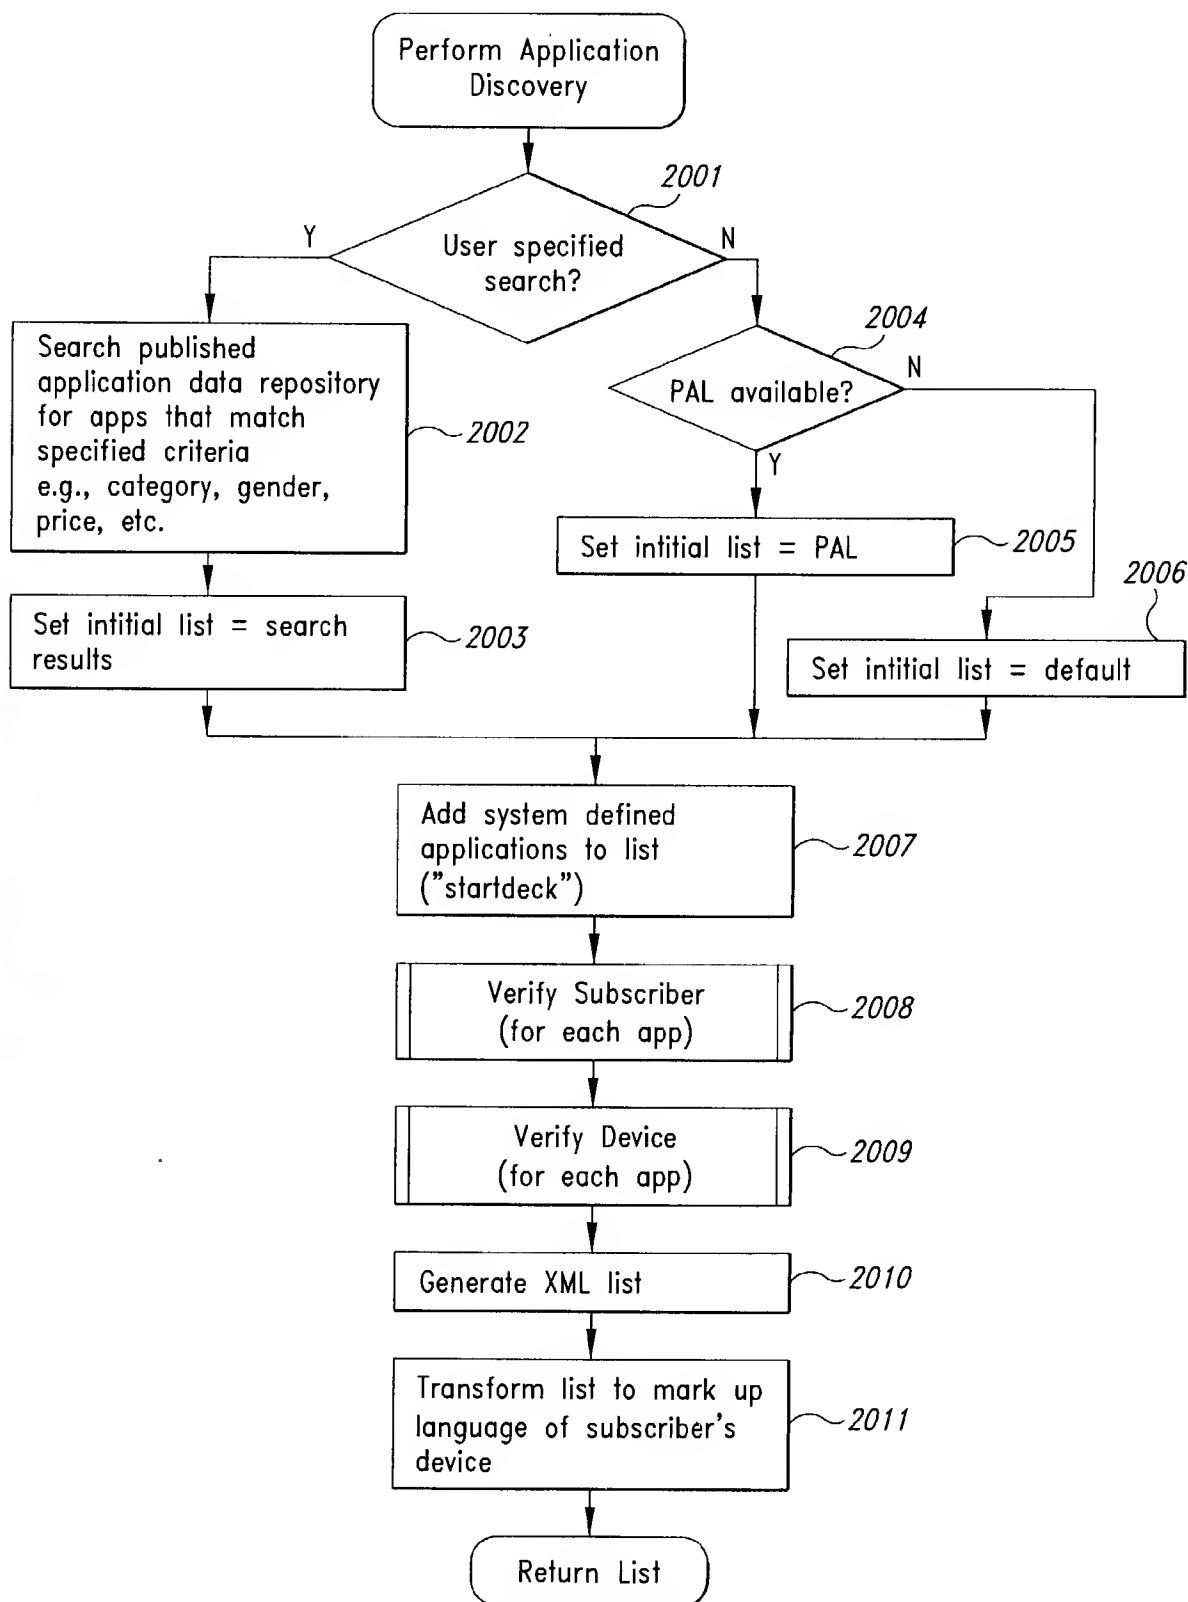 Perform Application
Discovery
2001
Y
User specified
search?
N
2004
Search published
application data repository
for apps that match
specified criteria
e.g., category, gender,
price, etc.
2002
PAL available?
N
Y
Set intitial list = PAL
2005
2006
Set intitial list = search
results
2003
Set intitial list = default
Add system defined
applications to list
("startdeck")
2007
Verify Subscriber
(for each app)
2008
Verify Device
(for each app)
2009
Generate XML list
2010
Transform list to mark up
language of subscriber's
device
2011
Return List